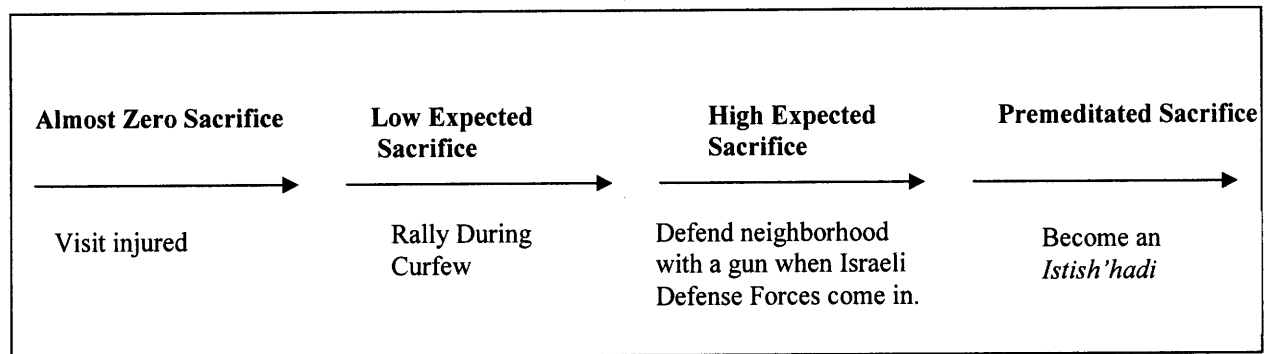 Almost Zero Sacrifice
Low Expected
Sacrifice
High Expected
Sacrifice
Premeditated Sacrifice
Visit injured
Rally During
Curfew
Defend neighborhood
with a gun when Israeli
Defense Forces come in.
Become an
Istish'hadi